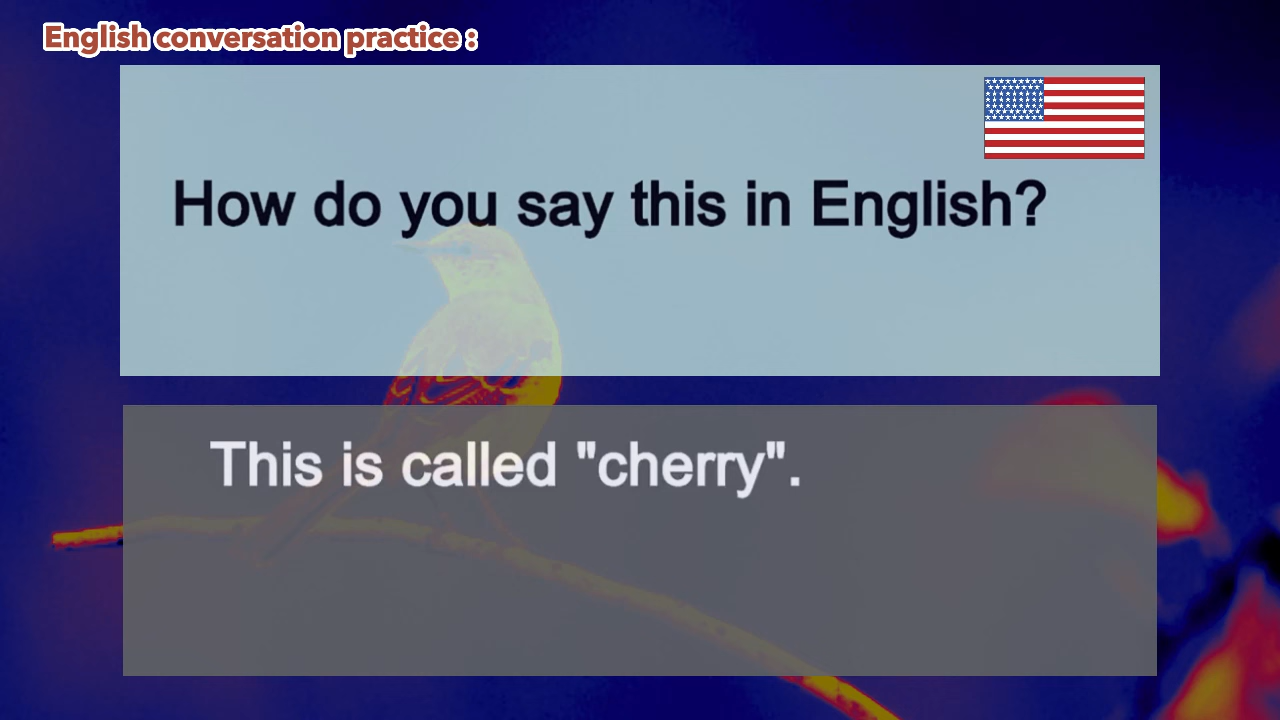 English conversation practice :
How do you say this in English?
This is called "cherry".